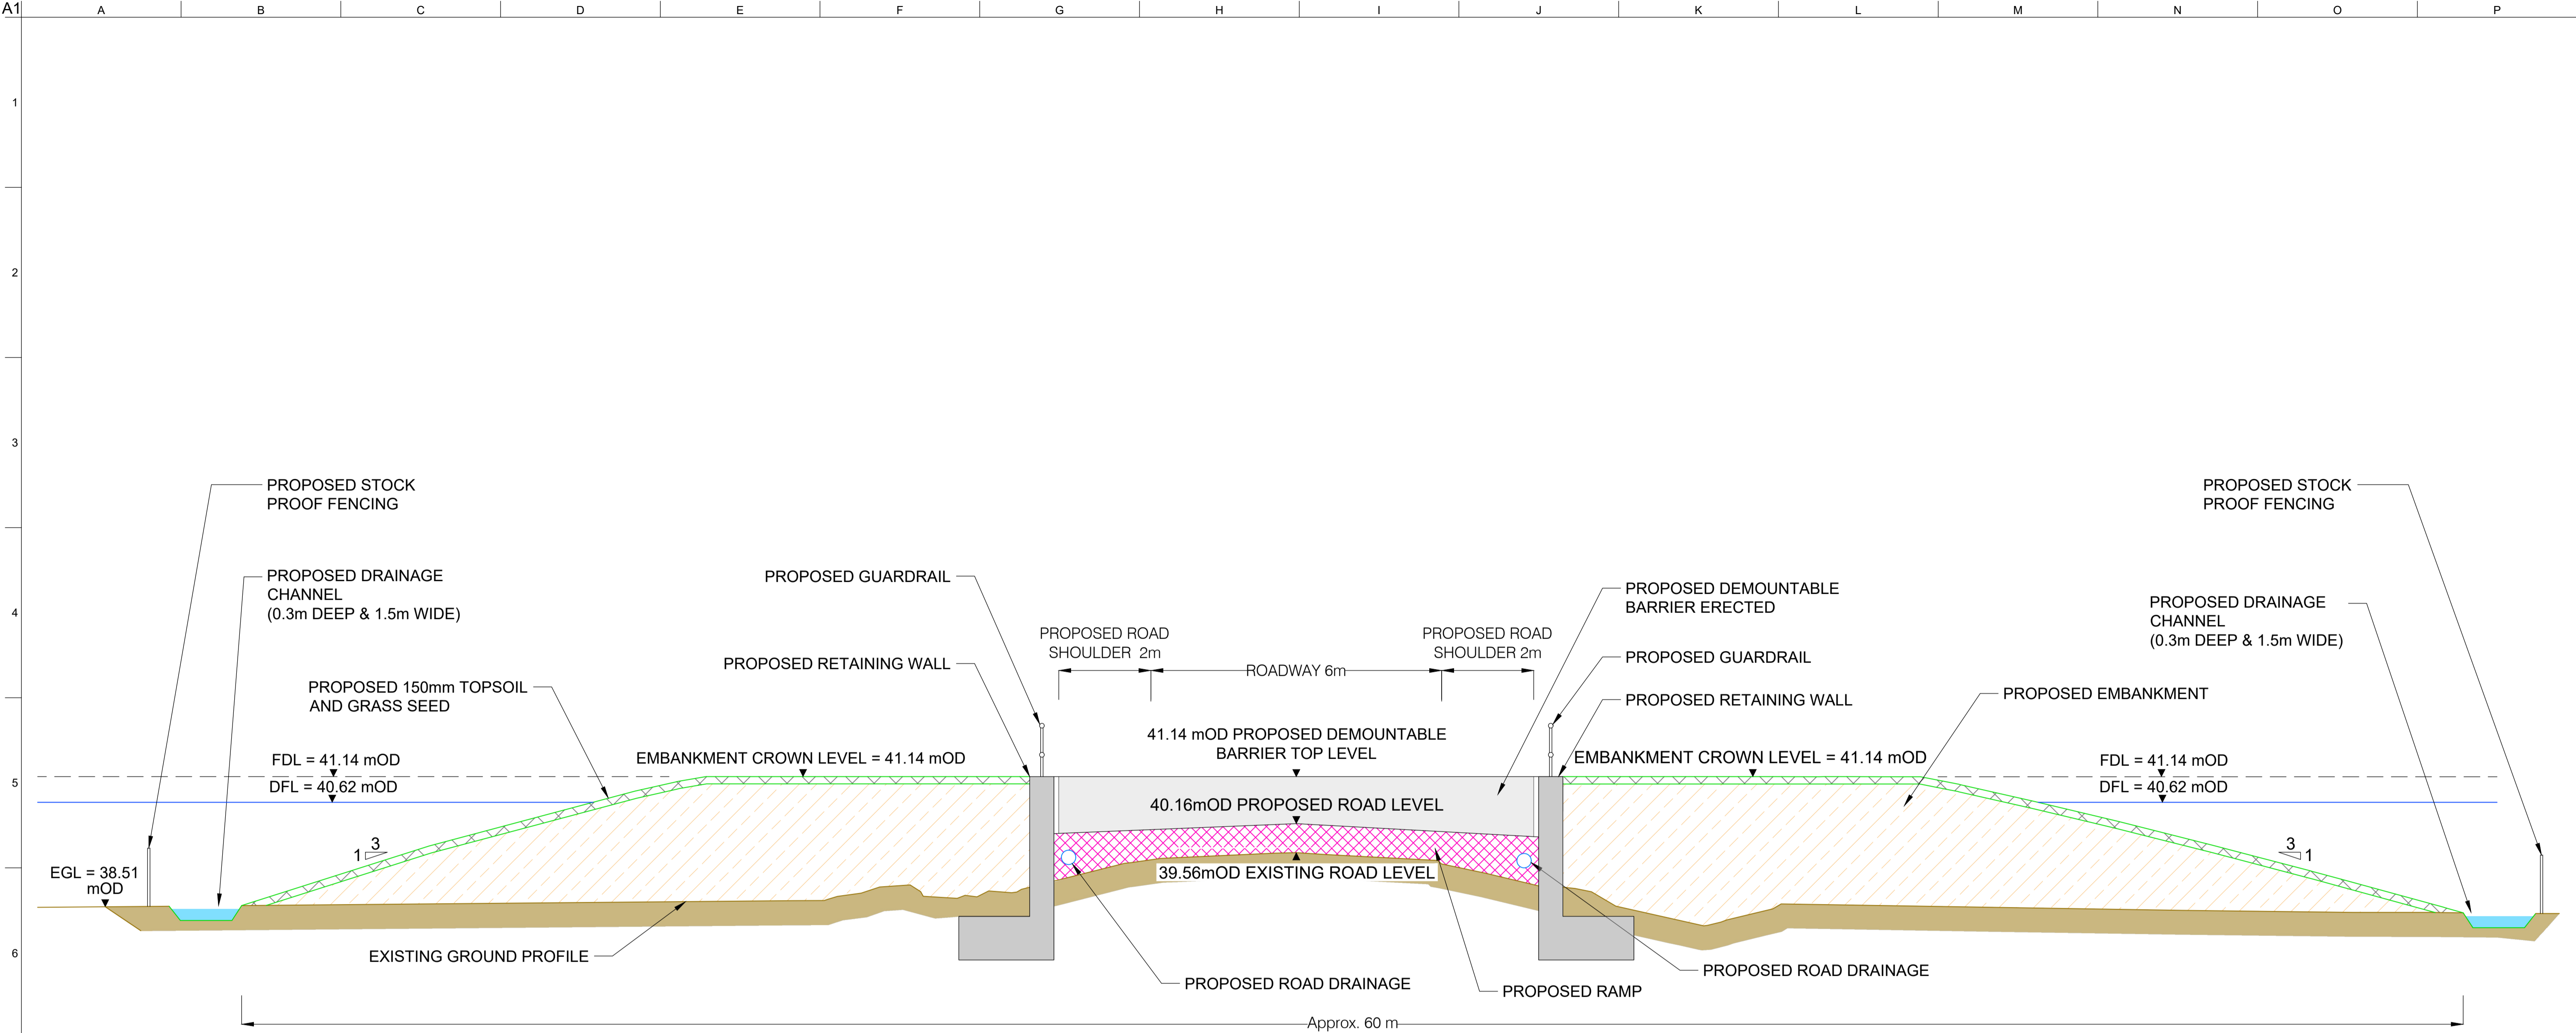 A1
A B C D E F G H I J K L M N O P
1
2
3
4
5
6
PROPOSED STOCK
PROOF FENCING
PROPOSED STOCK
PROOF FENCING
PROPOSED DRAINAGE
CHANNEL
(0.3m DEEP & 1.5m WIDE)
PROPOSED GUARDRAIL
PROPOSED DEMOUNTABLE
BARRIER ERECTED
PROPOSED DRAINAGE
CHANNEL
(0.3m DEEP & 1.5m WIDE)
PROPOSED ROAD
SHOULDER 2m
PROPOSED ROAD
SHOULDER 2m
ROADWAY 6m
PROPOSED RETAINING WALL
PROPOSED GUARDRAIL
PROPOSED 150mm TOPSOIL
AND GRASS SEED
PROPOSED RETAINING WALL
PROPOSED EMBANKMENT
41.14 mOD PROPOSED DEMOUNTABLE
BARRIER TOP LEVEL
FDL = 41.14 mOD
DFL = 40.62 mOD
EMBANKMENT CROWN LEVEL = 41.14 mOD
EMBANKMENT CROWN LEVEL = 41.14 mOD
FDL = 41.14 mOD
DFL = 40.62 mOD
40.16mOD PROPOSED ROAD LEVEL
3
1
3
1
EGL = 38.51
mOD
39.56mOD EXISTING ROAD LEVEL
EXISTING GROUND PROFILE
PROPOSED ROAD DRAINAGE
PROPOSED RAMP
PROPOSED ROAD DRAINAGE
Approx. 60 m